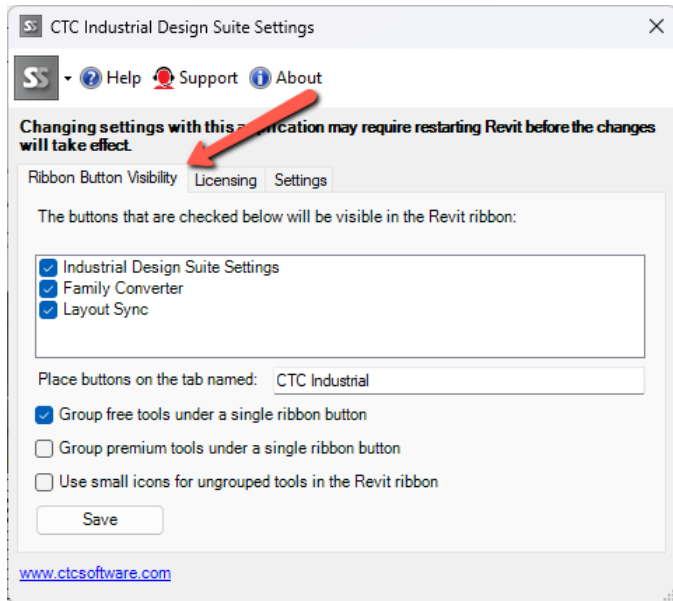 SS CTC Industrial Design Suite Settings
SS Help Support About
Changing settings with this application may require restarting Revit before the changes
will take effect.
Ribbon Button Visibility Licensing Settings
The buttons that are checked below will be visible in the Revit ribbon:
Industrial Design Suite Settings
Family Converter
Layout Sync
Place buttons on the tab named: CTC Industrial
Group free tools under a single ribbon button
Group premium tools under a single ribbon button
Use small icons for ungrouped tools in the Revit ribbon
Save
www.ctcsoftware.com